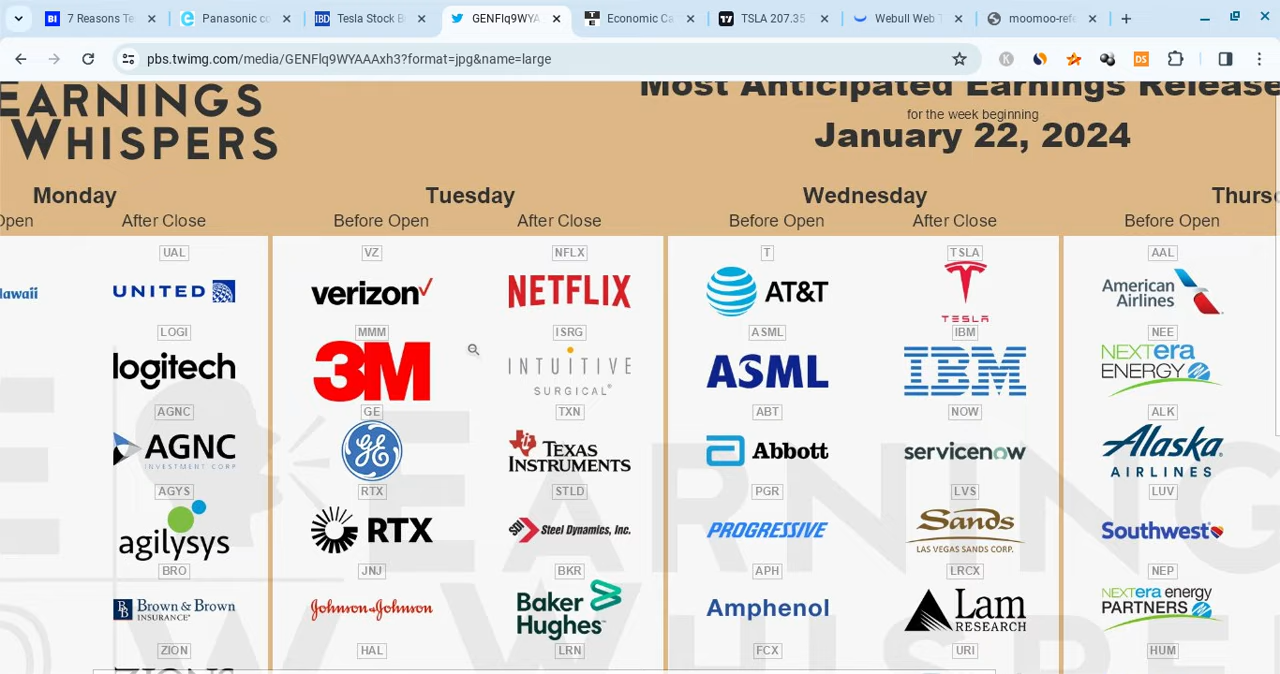 7 Reasons Te
Panasonic co
Tesla Stock B
GENFlq9WYA
Economic Ca
TSLA 207.35
Webull Web T
moomoo-refe
pbs.twimg.com/media/GENFlq9WYAAAxh3?format=jpg&name=large
EARNINGS
WHISPERS
Most Anticipated Earnings Release
for the week beginning
January 22, 2024
Monday
Tuesday
Wednesday
Thurs
Open
After Close
Before Open
After Close
Before Open
After Close
Before Open
UAL
VZ
NFLX
T
TSLA
AAL
Hawaii
UNITED
verizon
NETFLIX
AT&T
TESLA
American
Airlines
LOGI
MMM
ISRG
ASML
IBM
NEE
logitech
3M
INTUITIVE
SURGICAL
ASML
IBM
NEXTera
ENERGY
AGNC
GE
TXN
ABT
NOW
ALK
AGNC
INVESTMENT CORP
GE
TEXAS
INSTRUMENTS
Abbott
servicenow
Alaska
AIRLINES
AGYS
RTX
STLD
PGR
LVS
LUV
agilysys
RTX
SDI Steel Dynamics, Inc.
PROGRESSIVE
Sands
LAS VEGAS SANDS CORP.
Southwest
BRO
JNJ
BKR
APH
LRCX
NEP
B
B
Brown & Brown
INSURANCE
Johnson & Johnson
Baker
Hughes
Amphenol
Lam
RESEARCH
NEXTera energy
PARTNERS
ZION
HAL
LRN
FCX
URI
HUM